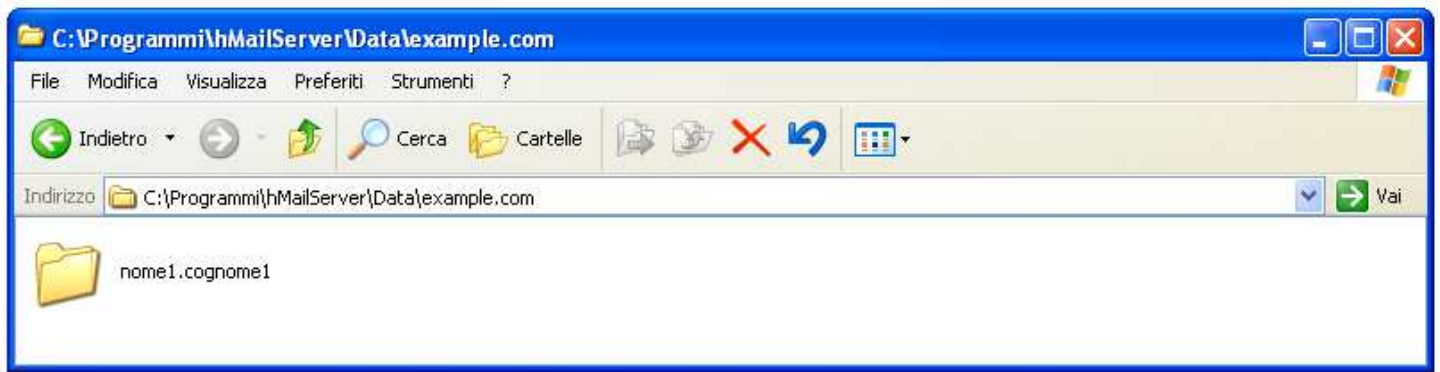 C:\Programmi\hMailServer\Data\example.com
File Modifica Visualizza Preferiti Strumenti ?
Indietro Cerca Cartelle
Indirizzo C:\Programmi\hMailServer\Data\example.com Vai
nome1.cognome1